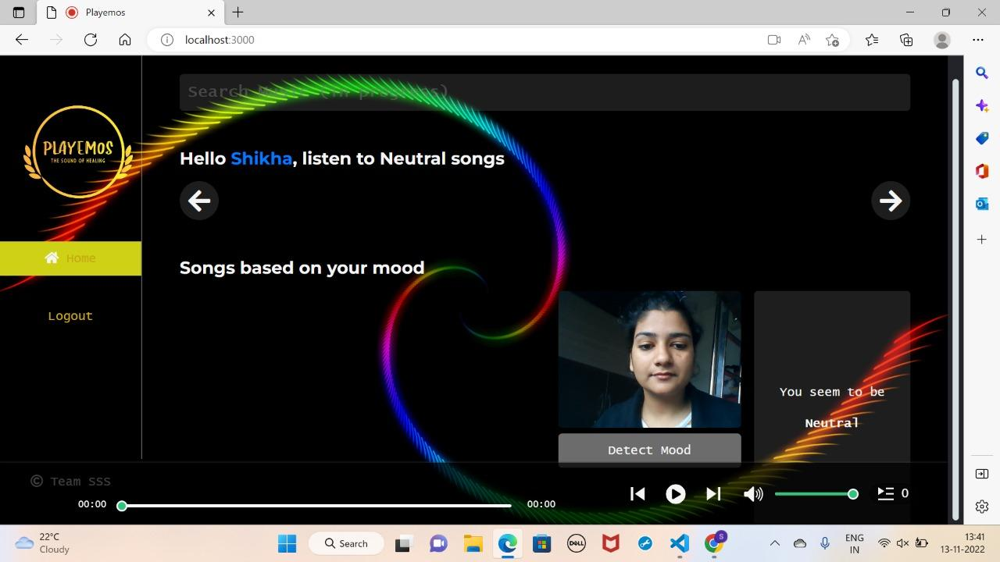 Playemos
localhost:3000
Search Music (in progress)
PLAYEMOS
THE SOUND OF HEALING
Hello Shikha, listen to Neutral songs
Home
Songs based on your mood
Logout
You seem to be
Neutral
Detect Mood
© Team SSS
00:00
00:00
0
22°C
Cloudy
Search
DELL
S
ENG
IN
13:41
13-11-2022